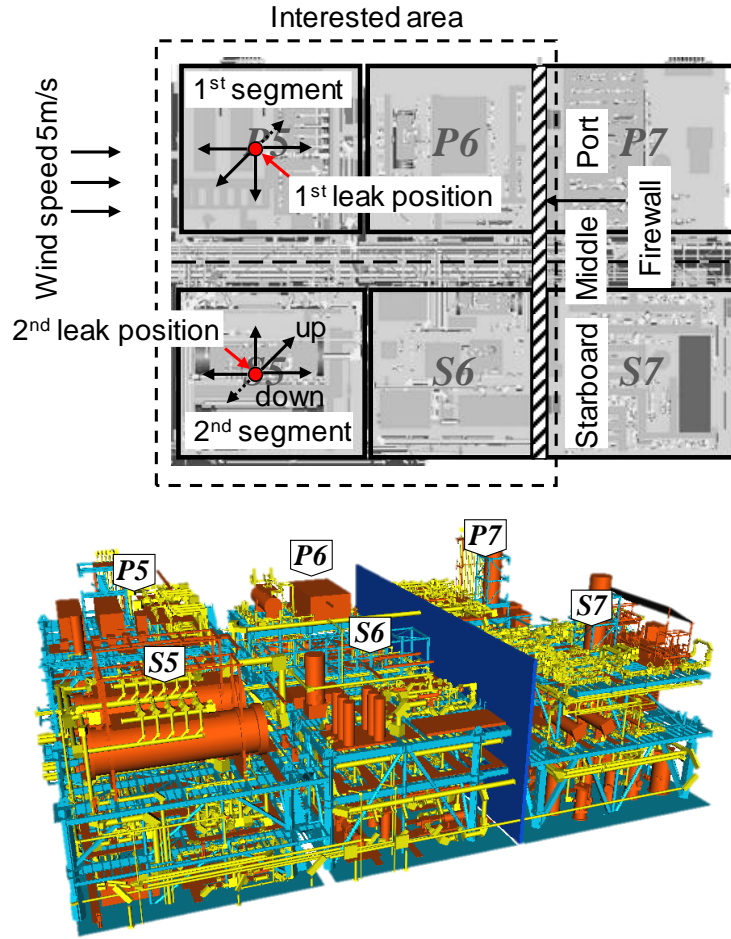 Interested area
Wind speed 5m/s
1st segment
P5
P6
P7
1st leak position
Port
Middle
Firewall
Starboard
2nd leak position
up
S5
S6
S7
down
2nd segment
P5
P6
P7
S5
S6
S7